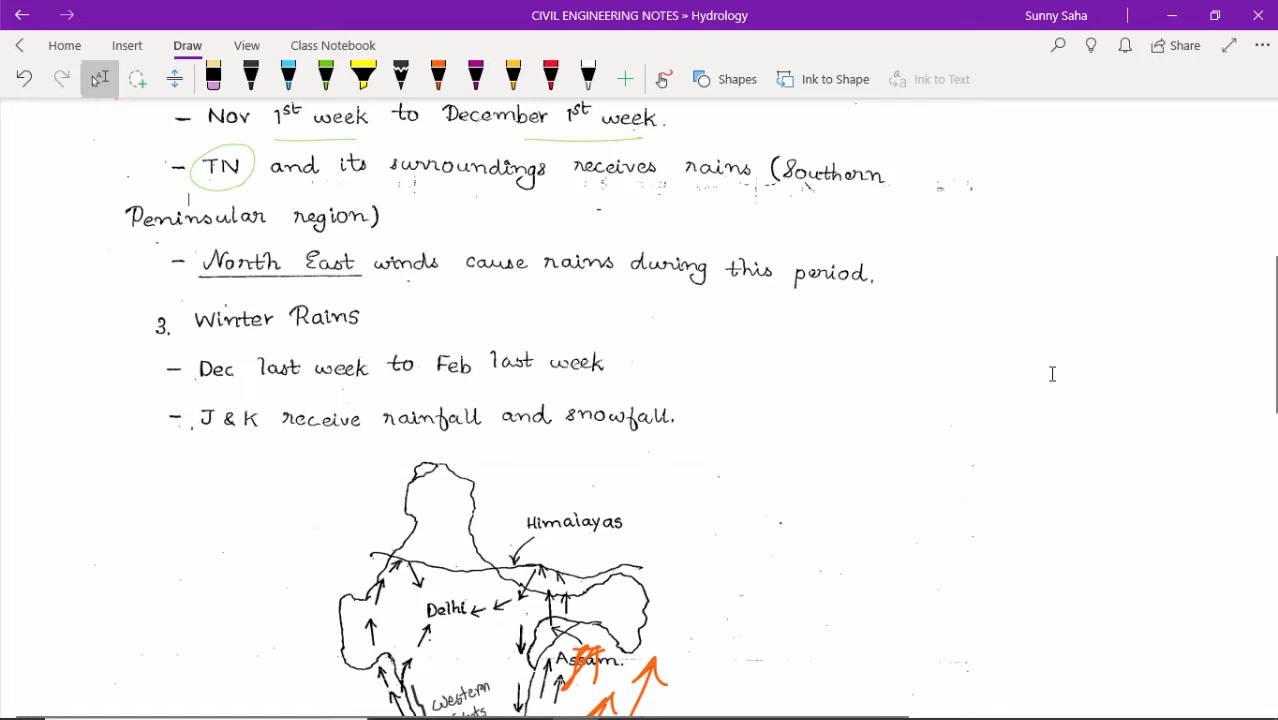 CIVIL ENGINEERING NOTES » Hydrology
Sunny Saha
Home Insert Draw View Class Notebook
Share
Shapes Ink to Shape Ink to Text
- Nov 1st week to December 1st week.
- TN and its surroundings receives rains (Southern
Peninsular region)
- North East winds cause rains during this period.
3. Winter Rains
- Dec last week to Feb last week
- J & K receive rainfall and snowfall.
Himalayas
Delhi
Assam.
Western